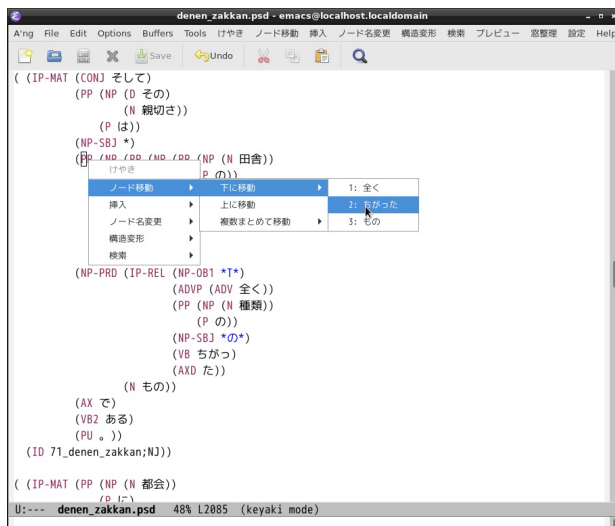 denen_zakkan.psd - emacs@localhost.localdomain
A'ng File Edit Options Buffers Tools けやき ノード移動 挿入 ノード名変更 構造変形 検索 プレビュー 窓整理 設定 Help
Save Undo
( (IP-MAT (CONJ そして)
(PP (NP (D その)
(N 親切さ))
(P は))
(NP-SBJ *)
(PP (NP (PP (NP (PP (NP (N 田舎))
P の))
けやき
ノード移動 下に移動 1: 全く
挿入 上に移動 2: ちがった
ノード名変更 複数まとめて移動 3: もの
構造変形
検索
(NP-PRD (IP-REL (NP-OB1 *T*)
(ADVP (ADV 全く))
(PP (NP (N 種類))
(P の))
(NP-SBJ *の*)
(VB ちがっ)
(AXD た))
(N もの))
(AX で)
(VB2 ある)
(PU 。))
(ID 71_denen_zakkan;NJ))
( (IP-MAT (PP (NP (N 都会))
(P に)
U:--- denen_zakkan.psd 48% L2085 (keyaki mode)